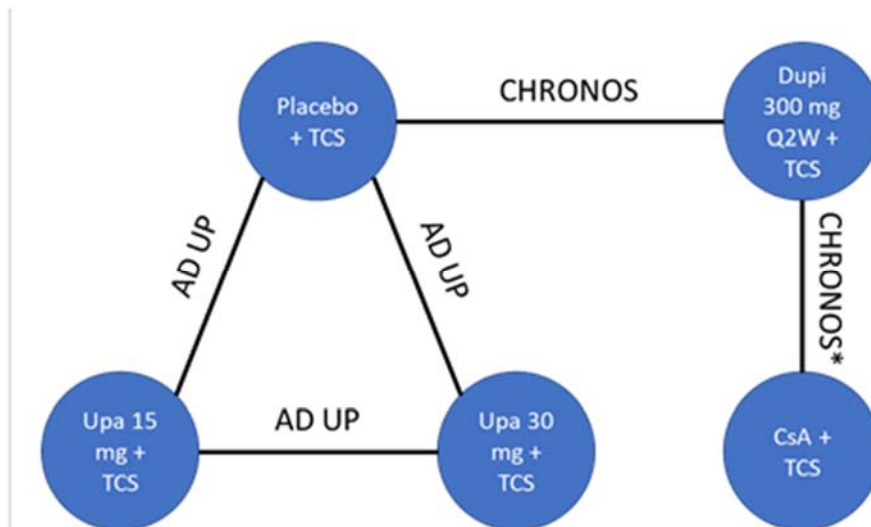 Placebo
+ TCS
CHRONOS
Dupi
300 mg
Q2W +
TCS
AD UP
AD UP
CHRONOS*
Upa 15
mg +
TCS
AD UP
Upa 30
mg +
TCS
CsA +
TCS